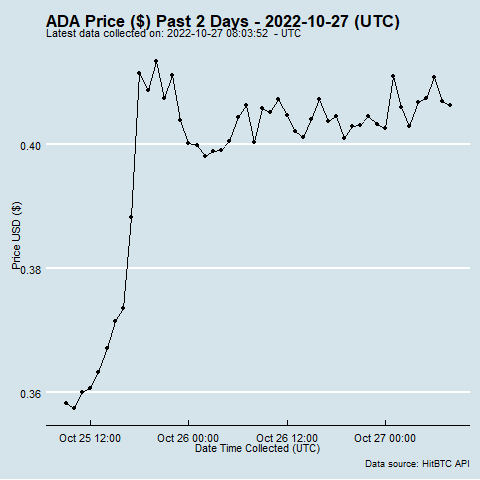 ADA Price ($) Past 2 Days - 2022-10-27 (UTC)
Latest data collected on: 2022-10-27 08:03:52 - UTC
Price USD ($)
0.40
0.38
0.36
Oct 25 12:00
Oct 26 00:00
Oct 26 12:00
Oct 27 00:00
Date Time Collected (UTC)
Data source: HitBTC API